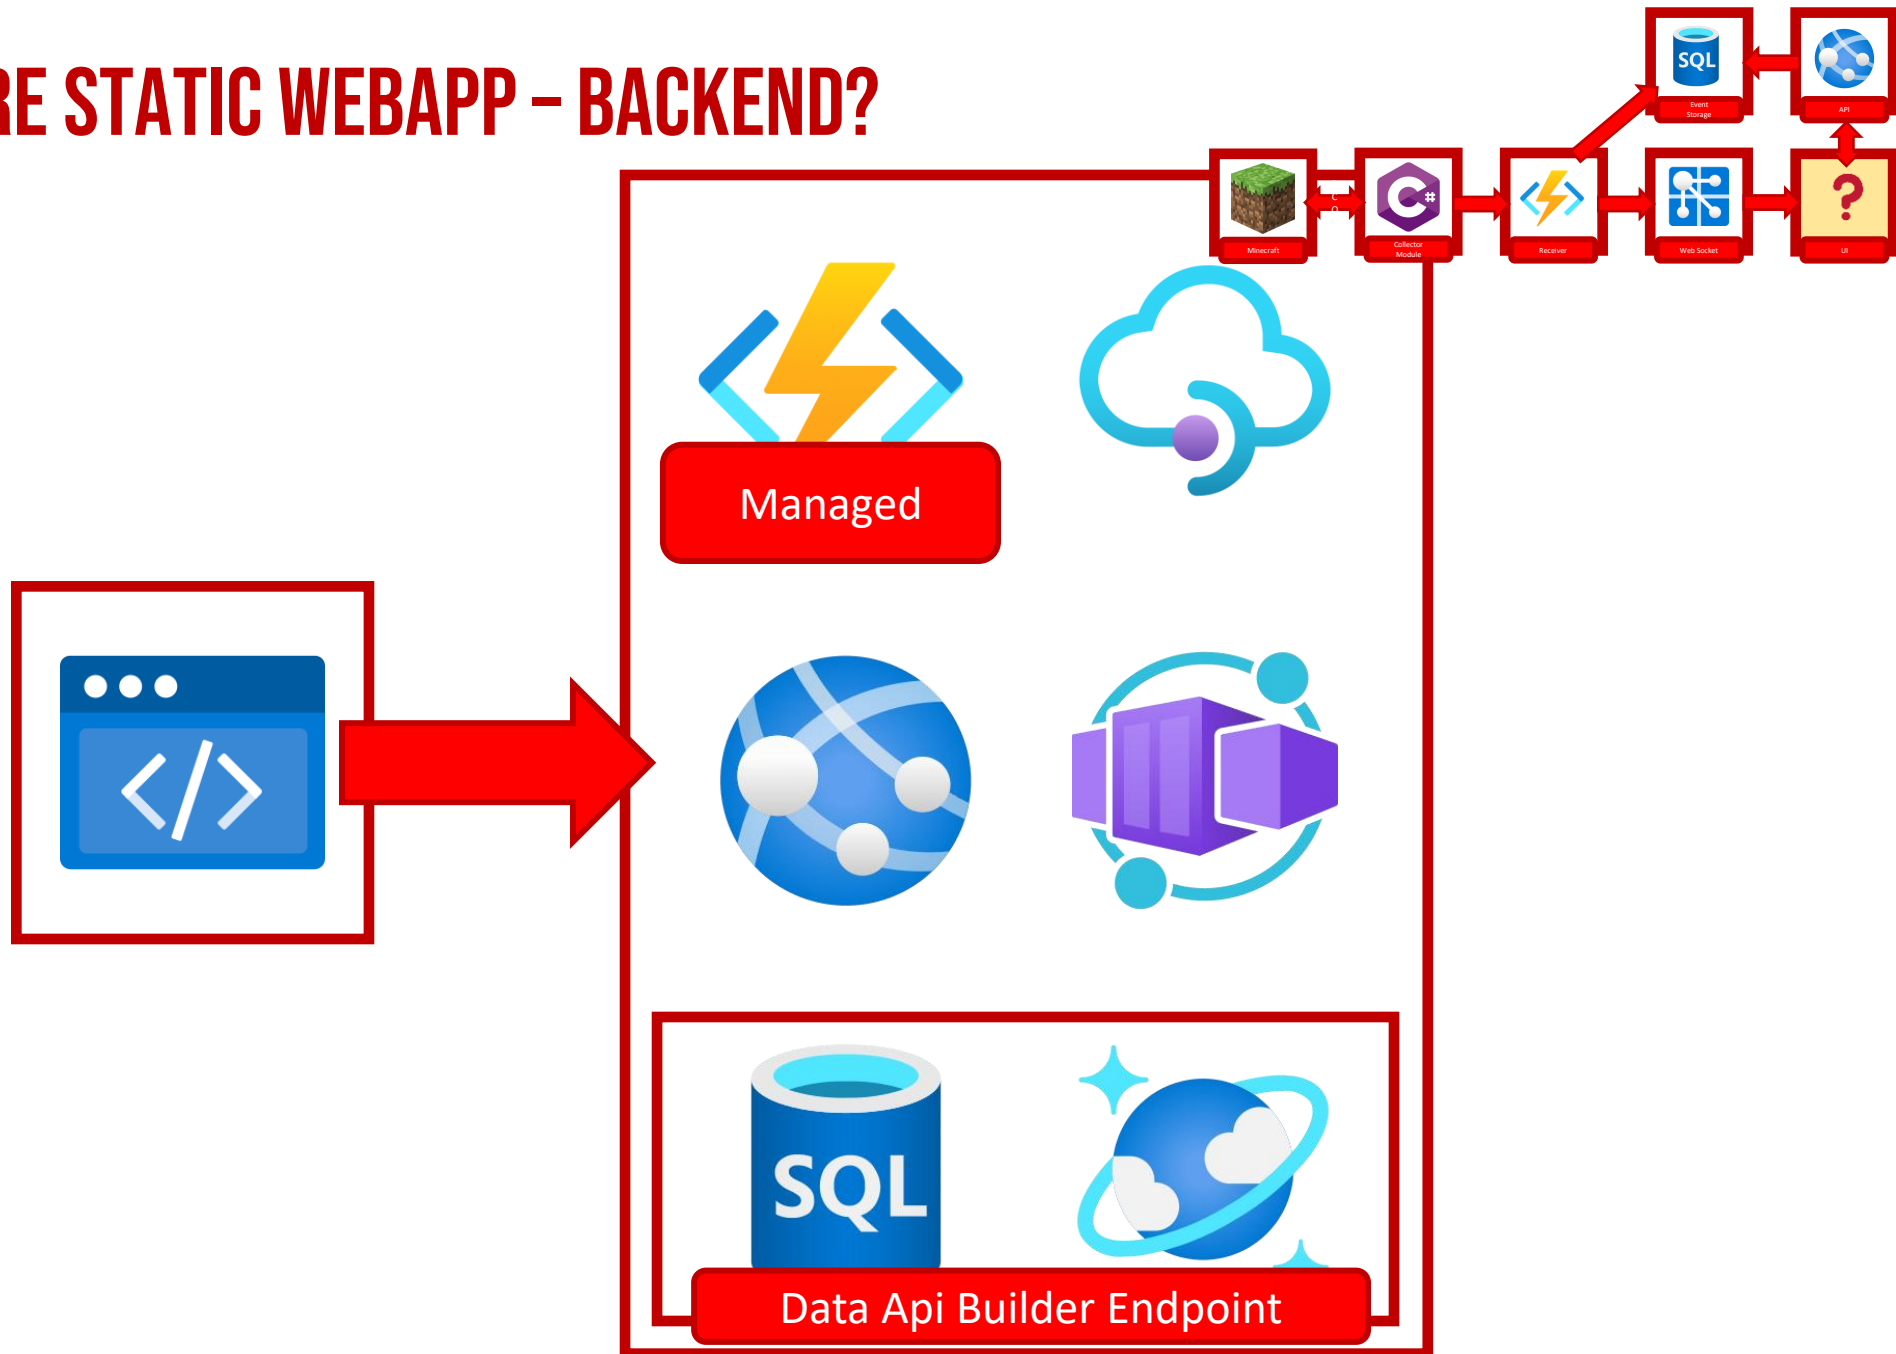 RE STATIC WEBAPP – BACKEND?
SQL
Event
Storage
API
Minecraft
C
O
C#
Collector
Module
Receiver
Web Socket
?
UI
Managed
</>
SQL
Data Api Builder Endpoint